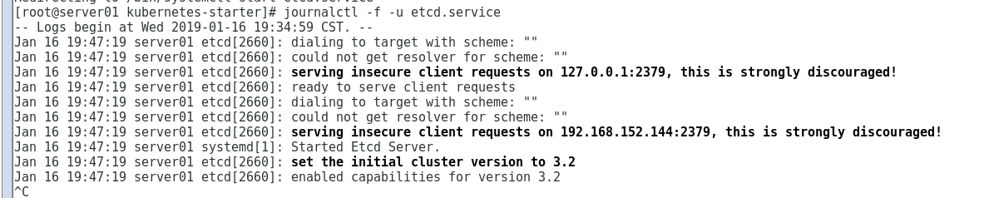 [root@server01 kubernetes-starter]# journalctl -f -u etcd.service
-- Logs begin at Wed 2019-01-16 19:34:59 CST. --
Jan 16 19:47:19 server01 etcd[2660]: dialing to target with scheme: ""
Jan 16 19:47:19 server01 etcd[2660]: could not get resolver for scheme: ""
Jan 16 19:47:19 server01 etcd[2660]: serving insecure client requests on 127.0.0.1:2379, this is strongly discouraged!
Jan 16 19:47:19 server01 etcd[2660]: ready to serve client requests
Jan 16 19:47:19 server01 etcd[2660]: dialing to target with scheme: ""
Jan 16 19:47:19 server01 etcd[2660]: could not get resolver for scheme: ""
Jan 16 19:47:19 server01 etcd[2660]: serving insecure client requests on 192.168.152.144:2379, this is strongly discouraged!
Jan 16 19:47:19 server01 systemd[1]: Started Etcd Server.
Jan 16 19:47:19 server01 etcd[2660]: set the initial cluster version to 3.2
Jan 16 19:47:19 server01 etcd[2660]: enabled capabilities for version 3.2
^C